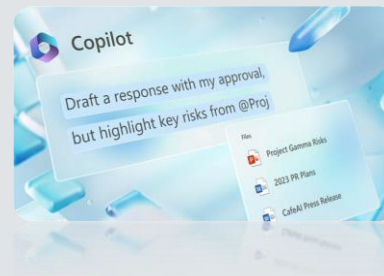 Copilot
Draft a response with my approval,
but highlight key risks from @Proj
Files
Project Gamma Risks
2023 PR Plans
CafeAI Press Release